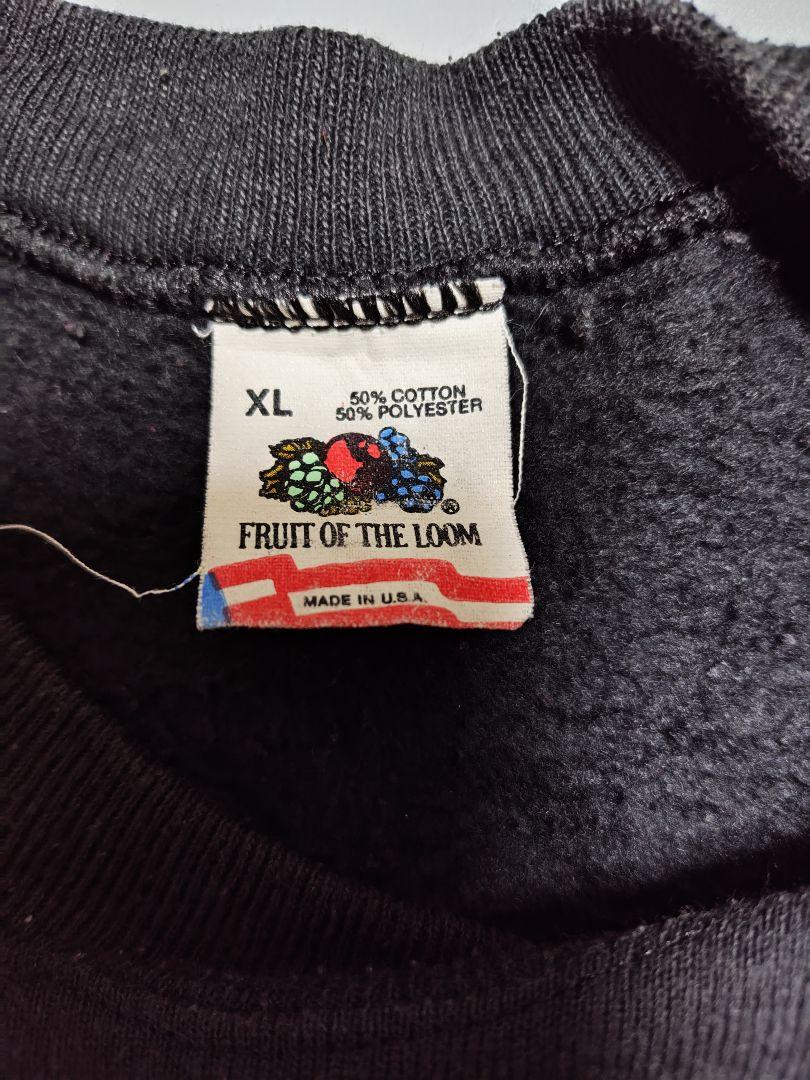 XL
50% COTTON
50% POLYESTER
®
FRUIT OF THE LOOM
MADE IN U.S.A.